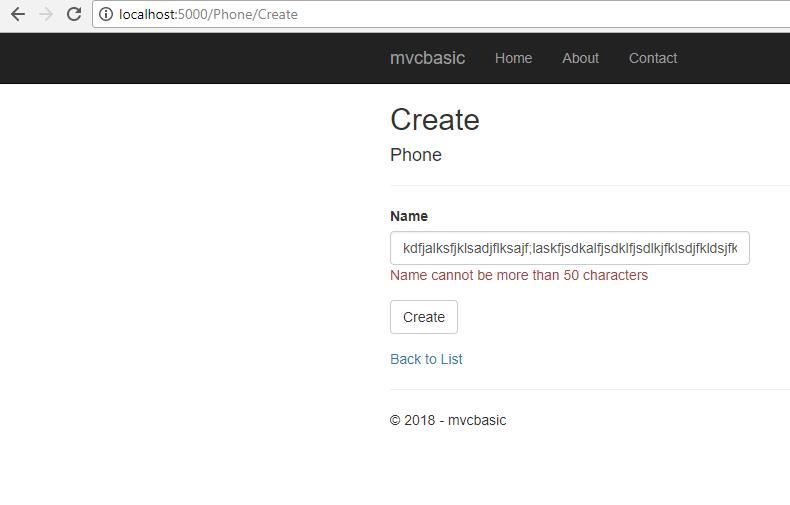 localhost:5000/Phone/Create
mvcbasic Home About Contact
Create
Phone
Name
kdfjalksfjklsadjflksajf;laskfjsdkalfjsdklfjsdlkjfklsdjfkldsjfk
Name cannot be more than 50 characters
Create
Back to List
© 2018 - mvcbasic